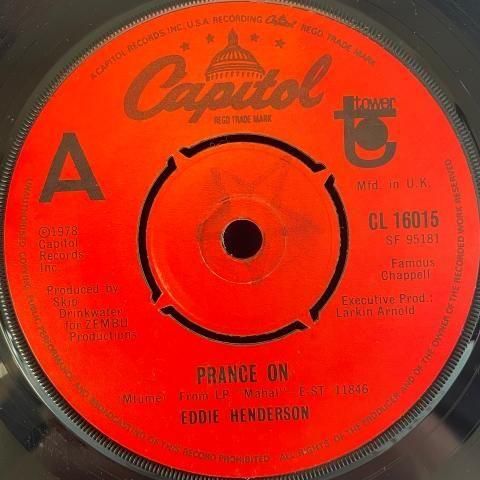 A CAPITOL RECORDS INC. U.S.A RECORDING Capitol REGD TRADE MARK
Capitol
REGD TRADE MARK
tower
t
A
Mfd. in U.K.
CL 16015
SF 95181
©1978
Capitol
Records
Inc.
Famous
Chappell
Produced by
Skip
Drinkwater
for ZEMBU
Productions
Executive Prod.:
Larkin Arnold
PRANCE ON
"Mtume" From LP. Mahal" E-ST 11846
EDDIE HENDERSON
UNAUTHORISED COPYING PUBLIC PERFORMANCE AND BROADCASTING OF THIS RECORD PROHIBITED. ALL RIGHTS OF THE PRODUCER AND OF THE OWNER OF THE RECORDED WORK RESERVED